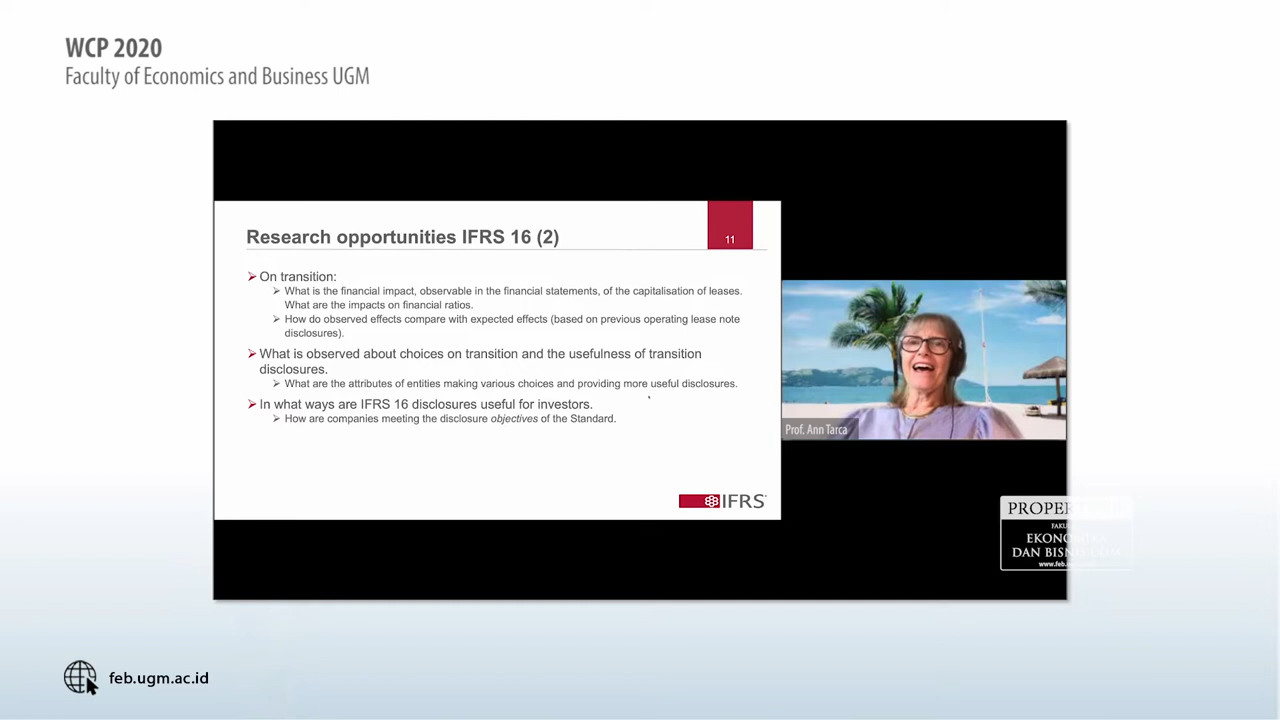 WCP 2020
Faculty of Economics and Business UGM
Research opportunities IFRS 16 (2)
11
On transition:
What is the financial impact, observable in the financial statements, of the capitalisation of leases.
What are the impacts on financial ratios.
How do observed effects compare with expected effects (based on previous operating lease note
disclosures).
What is observed about choices on transition and the usefulness of transition
disclosures.
What are the attributes of entities making various choices and providing more useful disclosures.
In what ways are IFRS 16 disclosures useful for investors.
How are companies meeting the disclosure objectives of the Standard.
IFRS
Prof. Ann Tarca
EKONOMIKA
DAN BISNIS UGM
feb.ugm.ac.id